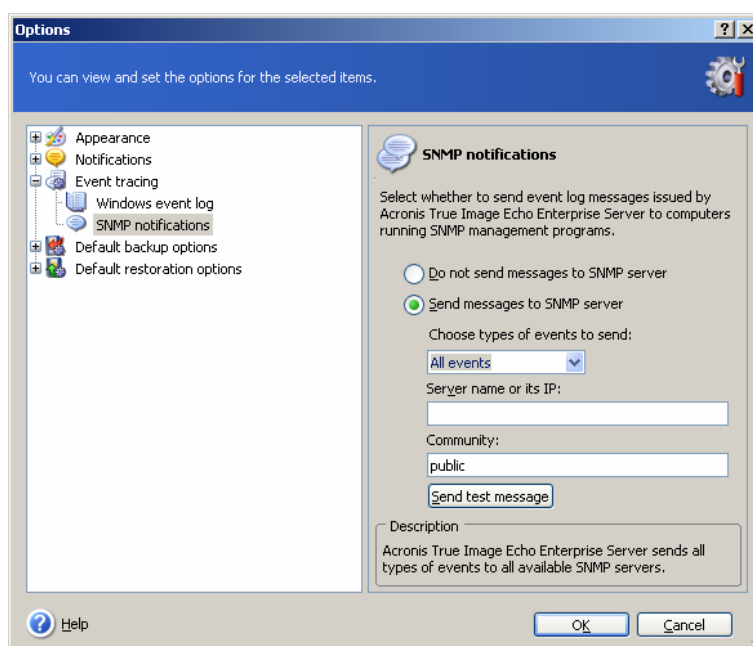 Options
You can view and set the options for the selected items.
Appearance
Notifications
Event tracing
Windows event log
SNMP notifications
Default backup options
Default restoration options
SNMP notifications
Select whether to send event log messages issued by
Acronis True Image Echo Enterprise Server to computers
running SNMP management programs.
Do not send messages to SNMP server
Send messages to SNMP server
Choose types of events to send:
All events
Server name or its IP:
Community:
public
Send test message
Description
Acronis True Image Echo Enterprise Server sends all
types of events to all available SNMP servers.
Help
OK
Cancel